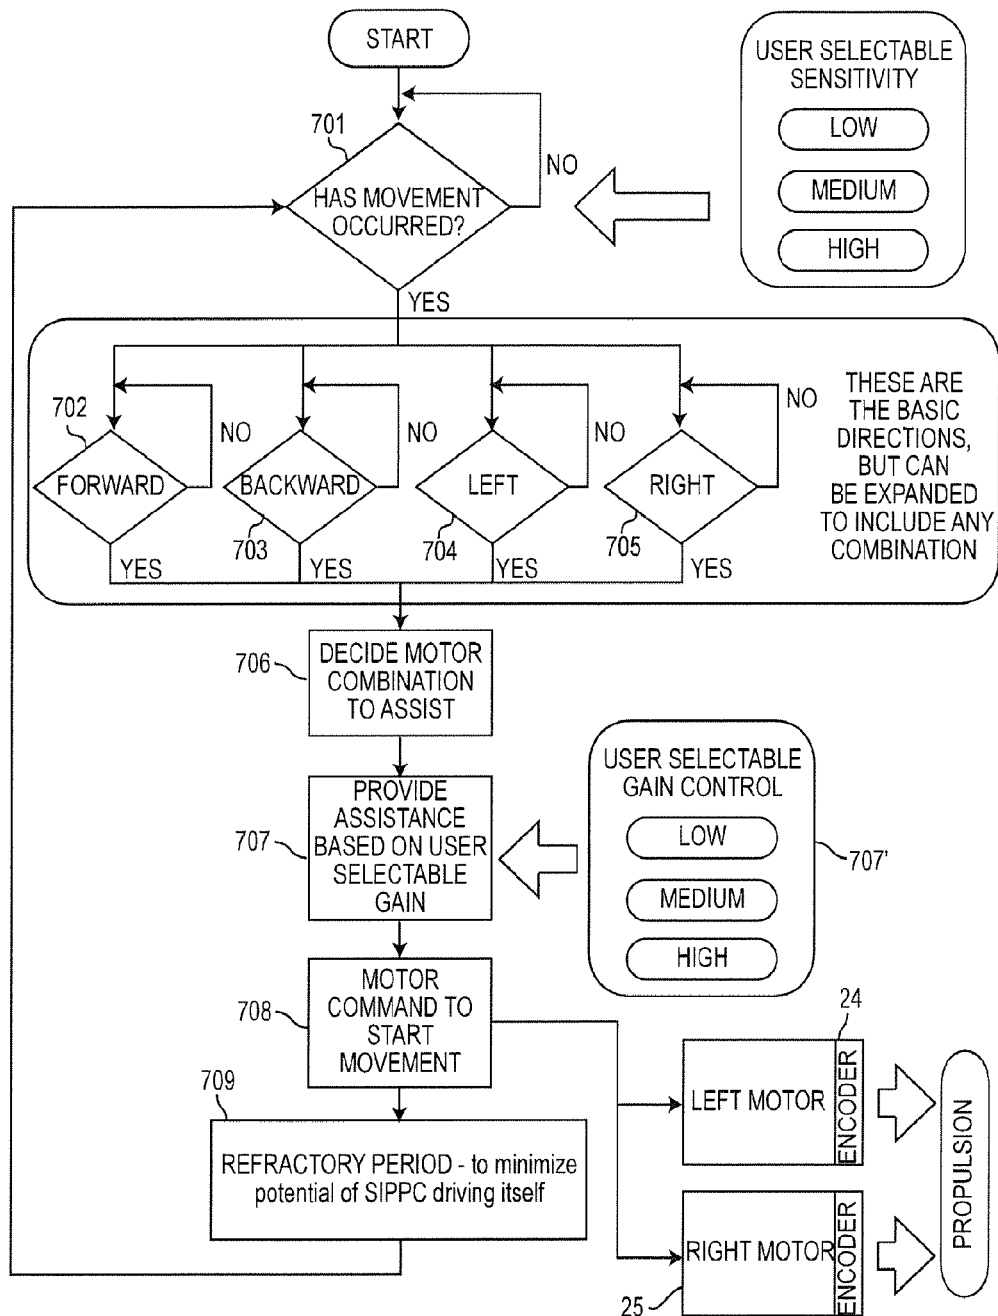 START
USER SELECTABLE
SENSITIVITY
LOW
MEDIUM
HIGH
701
HAS MOVEMENT
OCCURRED?
NO
YES
702
FORWARD
NO
YES
BACKWARD
703
NO
YES
LEFT
704
NO
YES
RIGHT
705
NO
YES
THESE ARE
THE BASIC
DIRECTIONS,
BUT CAN
BE EXPANDED
TO INCLUDE ANY
COMBINATION
706
DECIDE MOTOR
COMBINATION
TO ASSIST
707
PROVIDE
ASSISTANCE
BASED ON USER
SELECTABLE
GAIN
USER SELECTABLE
GAIN CONTROL
LOW
MEDIUM
HIGH
707'
708
MOTOR
COMMAND TO
START
MOVEMENT
709
REFRACTORY PERIOD - to minimize
potential of SIPPC driving itself
24
LEFT MOTOR
ENCODER
RIGHT MOTOR
ENCODER
25
PROPULSION